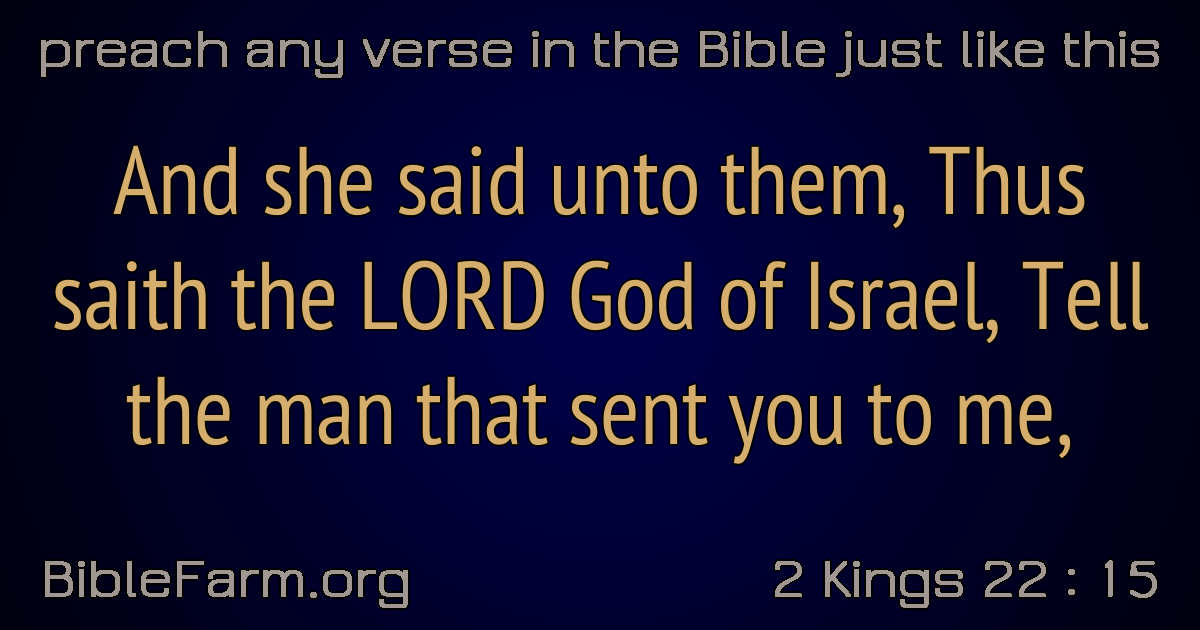 preach any verse in the Bible just like this
And she said unto them, Thus
saith the LORD God of Israel, Tell
the man that sent you to me,
BibleFarm.org
2 Kings 22 : 15